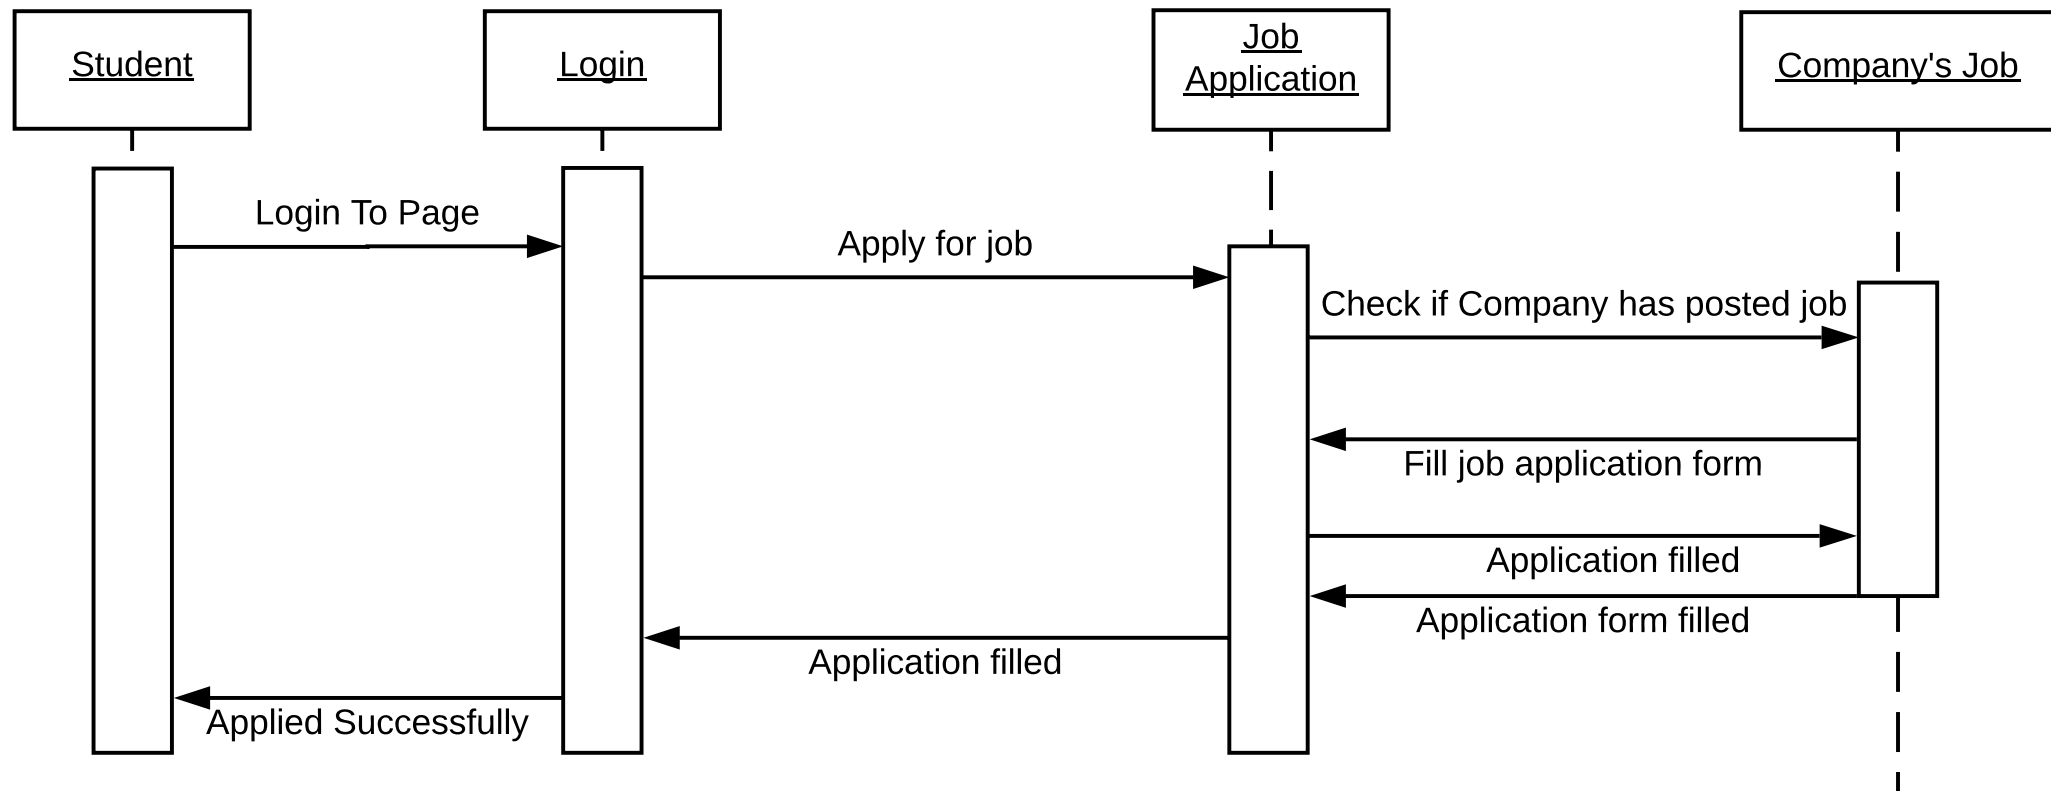 Student
Login
Job
Application
Company's Job
Login To Page
Apply for job
Check if Company has posted job
Fill job application form
Application filled
Application form filled
Application filled
Applied Successfully